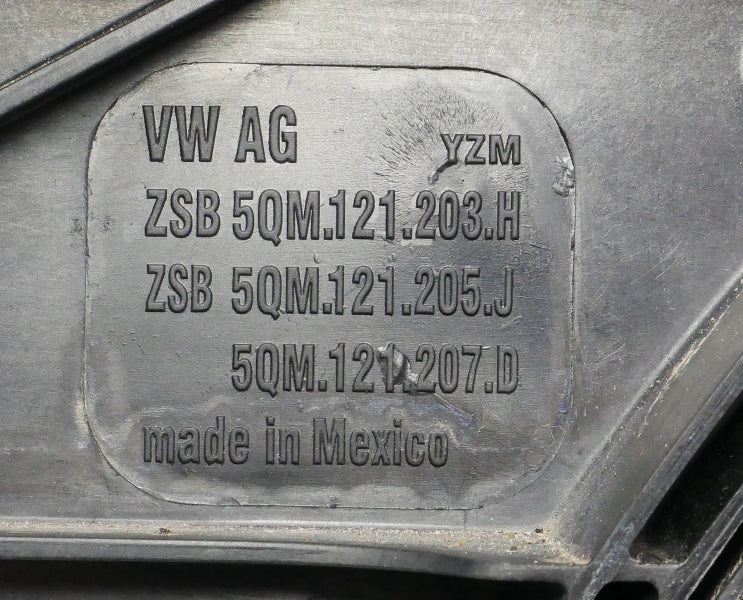 VW AG YZM
ZSB 5QM.121.203.H
ZSB 5QM.121.205.J
5QM.121.207.D
made in Mexico